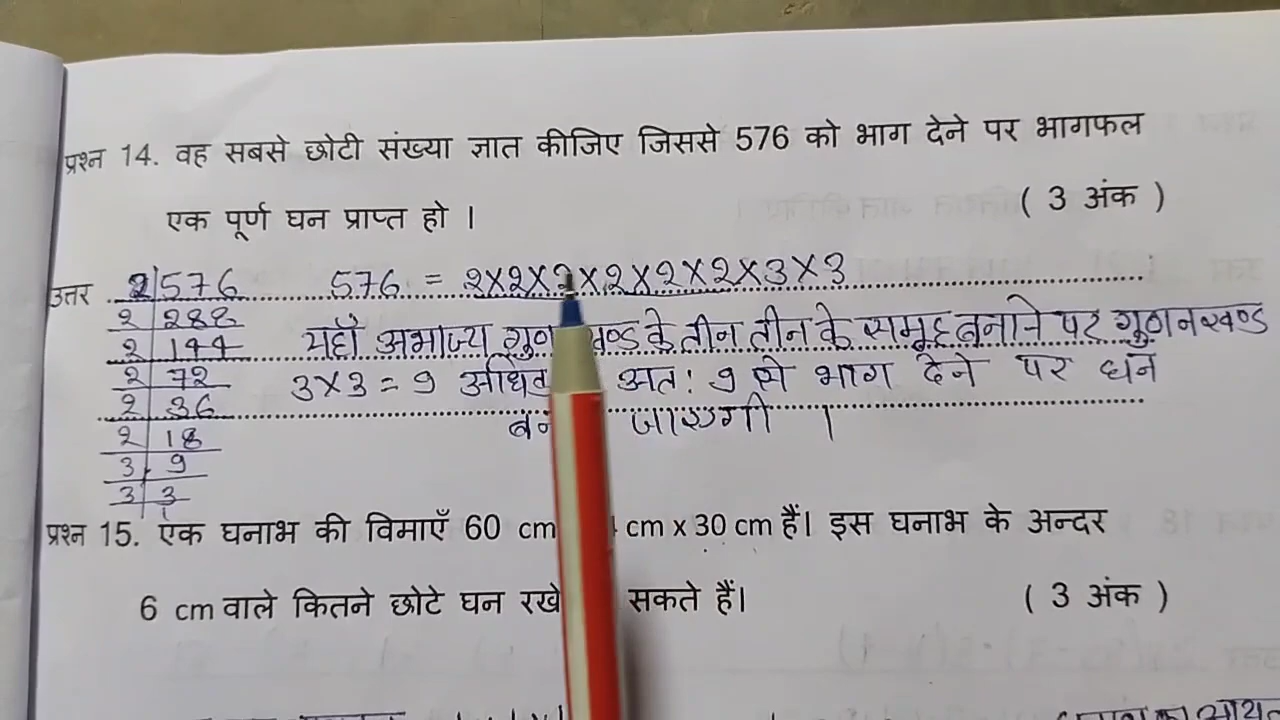 प्रश्न 14. वह सबसे छोटी संख्या ज्ञात कीजिए जिससे 576 को भाग देने पर भागफल
एक पूर्ण घन प्राप्त हो । ( 3 अंक )
उत्तर 2 576 576 = 2×2×2×2×2×2×3×3
2 288
2 144
यहाँ अभाज्य के तीन तीन के समूह बनाने पर गुणनखण्ड
2 72
3×3 = 9 अतः 9 से भाग देने पर घन
2 36
2 18
जाएगी ।
3 9
3 3
1
प्रश्न 15. एक घनाभ की विमाएँ 60 cm cm x 30 cm हैं। इस घनाभ के अन्दर
6 cm वाले कितने छोटे घन रखे सकते हैं। ( 3 अंक )